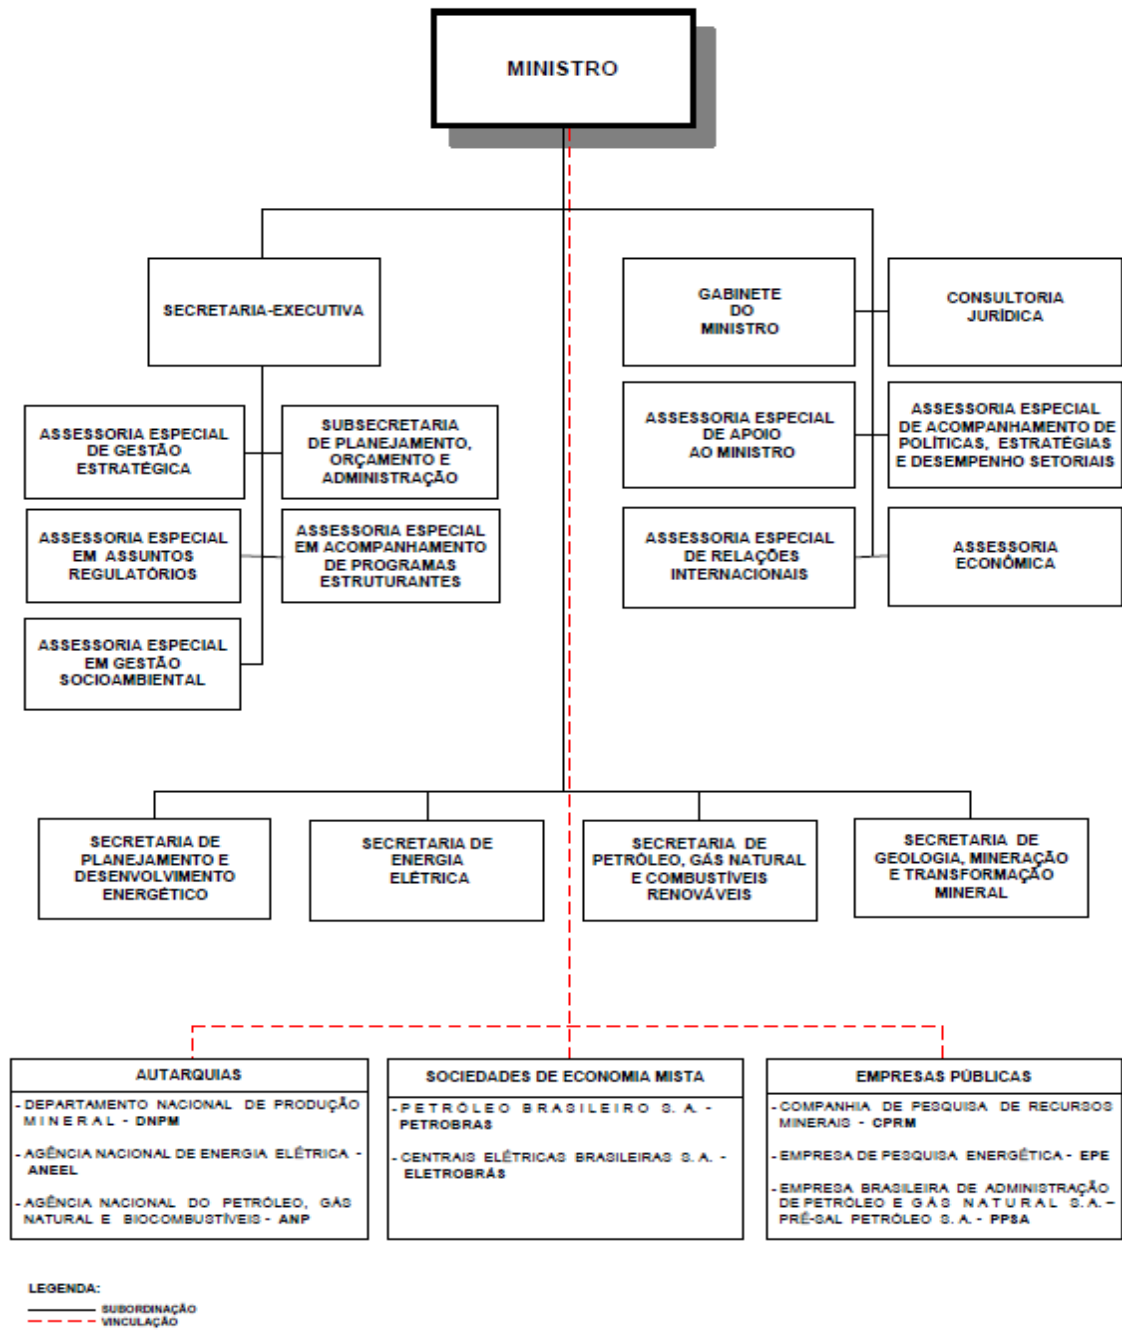 MINISTRO
SECRETARIA-EXECUTIVA
GABINETE
DO
MINISTRO
CONSULTORIA
JURÍDICA
ASSESSORIA ESPECIAL
DE GESTÃO
ESTRATÉGICA
SUBSECRETARIA
DE PLANEJAMENTO,
ORÇAMENTO E
ADMINISTRAÇÃO
ASSESSORIA ESPECIAL
DE APOIO
AO MINISTRO
ASSESSORIA ESPECIAL
DE ACOMPANHAMENTO DE
POLÍTICAS, ESTRATÉGIAS
E DESEMPENHO SETORIAIS
ASSESSORIA ESPECIAL
EM ASSUNTOS
REGULATÓRIOS
ASSESSORIA ESPECIAL
EM ACOMPANHAMENTO
DE PROGRAMAS
ESTRUTURANTES
ASSESSORIA ESPECIAL
DE RELAÇÕES
INTERNACIONAIS
ASSESSORIA
ECONÔMICA
ASSESSORIA ESPECIAL
EM GESTÃO
SOCIOAMBIENTAL
SECRETARIA DE
PLANEJAMENTO E
DESENVOLVIMENTO
ENERGÉTICO
SECRETARIA DE
ENERGIA
ELÉTRICA
SECRETARIA DE
PETRÓLEO, GÁS NATURAL
E COMBUSTÍVEIS
RENOVÁVEIS
SECRETARIA DE
GEOLOGIA, MINERAÇÃO
E TRANSFORMAÇÃO
MINERAL
AUTARQUIAS
- DEPARTAMENTO NACIONAL DE PRODUÇÃO
MINERAL - DNPM
- AGÊNCIA NACIONAL DE ENERGIA ELÉTRICA -
ANEEL
- AGÊNCIA NACIONAL DO PETRÓLEO, GÁS
NATURAL E BIOCOMBUSTÍVEIS - ANP
SOCIEDADES DE ECONOMIA MISTA
- PETRÓLEO BRASILEIRO S. A. -
PETROBRAS
- CENTRAIS ELÉTRICAS BRASILEIRAS S. A. -
ELETROBRÁS
EMPRESAS PÚBLICAS
- COMPANHIA DE PESQUISA DE RECURSOS
MINERAIS - CPRM
- EMPRESA DE PESQUISA ENERGÉTICA - EPE
- EMPRESA BRASILEIRA DE ADMINISTRAÇÃO
DE PETRÓLEO E GÁS NATURAL S.A. –
PRÉ-SAL PETRÓLEO S. A. - PPSA
LEGENDA:
SUBORDINAÇÃO
VINCULAÇÃO